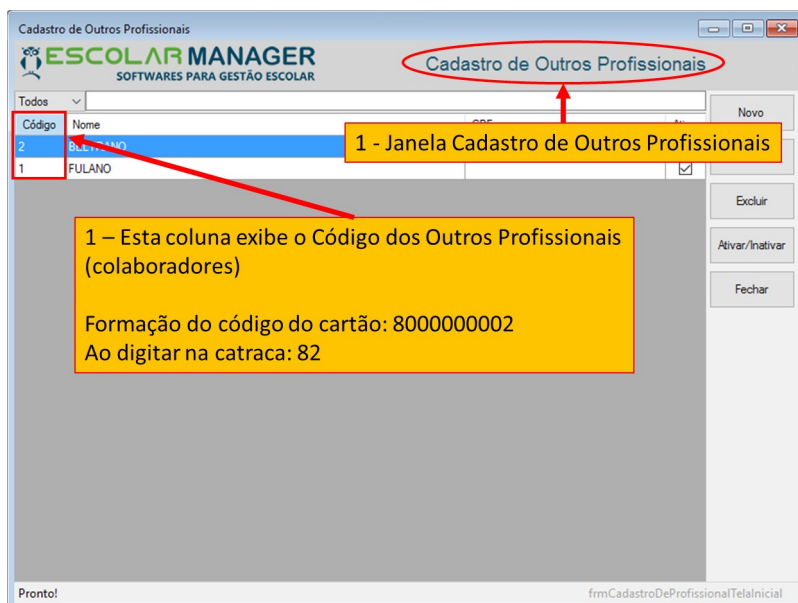 Cadastro de Outros Profissionais
ESCOLAR MANAGER
SOFTWARES PARA GESTÃO ESCOLAR
Cadastro de Outros Profissionais
Todos
Código Nome
Novo
1 - Janela Cadastro de Outros Profissionais
2
1 FULANO
Excluir
1 – Esta coluna exibe o Código dos Outros Profissionais
(colaboradores)
Ativar/Inativar
Fechar
Formação do código do cartão: 8000000002
Ao digitar na catraca: 82
Pronto! frmCadastroDeProfissionalTelaInicial